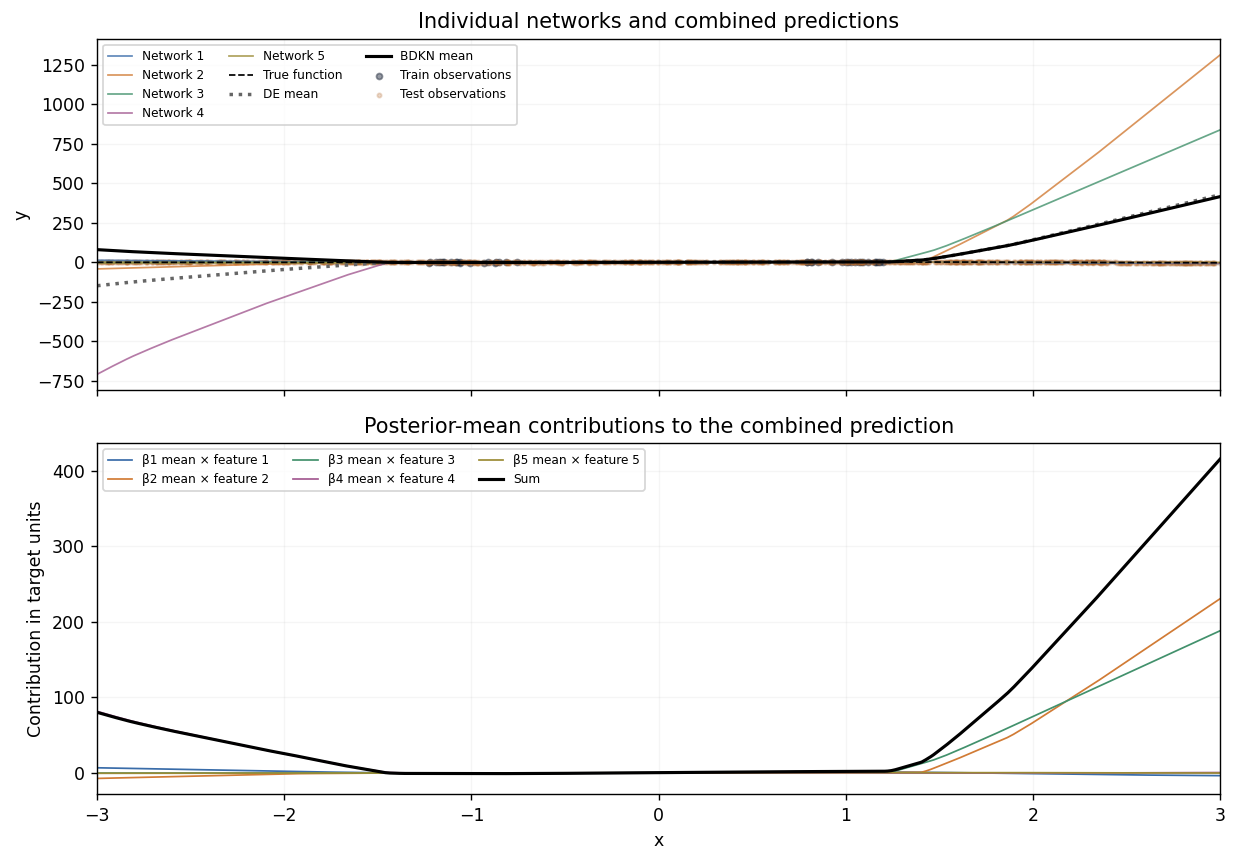 Individual networks and combined predictions
Network 1
Network 2
Network 3
Network 4
Network 5
True function
DE mean
BDKN mean
Train observations
Test observations
1250
1000
750
500
250
0
−250
−500
−750
y
Posterior-mean contributions to the combined prediction
β1 mean × feature 1
β2 mean × feature 2
β3 mean × feature 3
β4 mean × feature 4
β5 mean × feature 5
Sum
400
300
200
100
0
Contribution in target units
−3
−2
−1
0
1
2
3
x